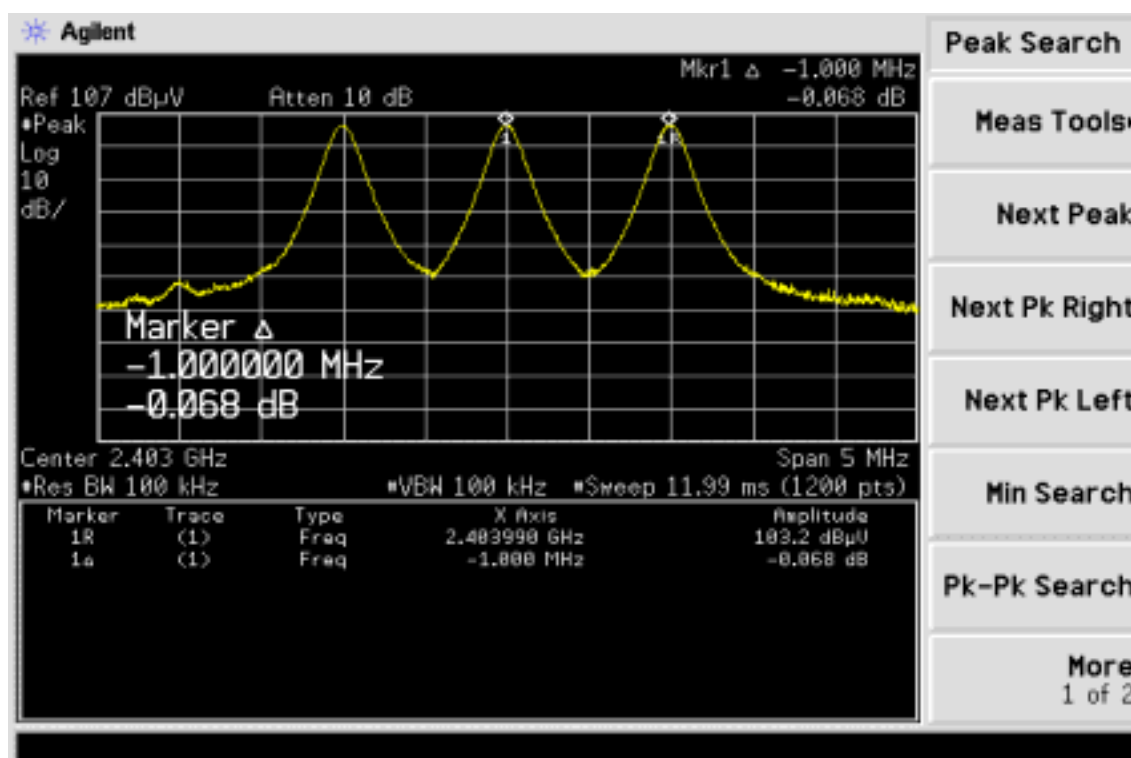 Agilent
Peak Search
Mkr1 Δ -1.000 MHz
Ref 107 dBµV Atten 10 dB -0.068 dB
#Peak
Log
10
dB/
1 1R
Marker Δ
-1.000000 MHz
-0.068 dB
Center 2.403 GHz Span 5 MHz
#Res BW 100 kHz #VBW 100 kHz #Sweep 11.99 ms (1200 pts)
Marker Trace Type X Axis Amplitude
1R (1) Freq 2.403990 GHz 103.2 dBµV
1Δ (1) Freq -1.000 MHz -0.068 dB
Meas Tools
Next Peak
Next Pk Right
Next Pk Left
Min Search
Pk-Pk Search
More
1 of 2